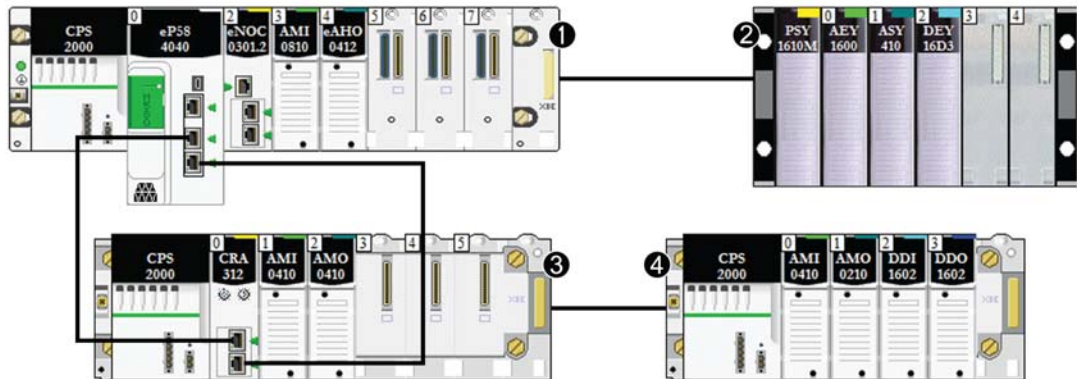 0 2 3 4 5 6 7
CPS eP58 eNOC AMI eAHO
2000 4040 0301.2 0810 0412
1
XBE
2
0 1 2 3 4
PSY AEY ASY DEY
1610M 1600 410 16D3
0 1 2 3 4 5
CPS CRA AMI AMO
2000 312 0410 0410
XBE
3
4
0 1 2 3
CPS AMI AMO DDI DDO
2000 0410 0210 1602 1602
XBE